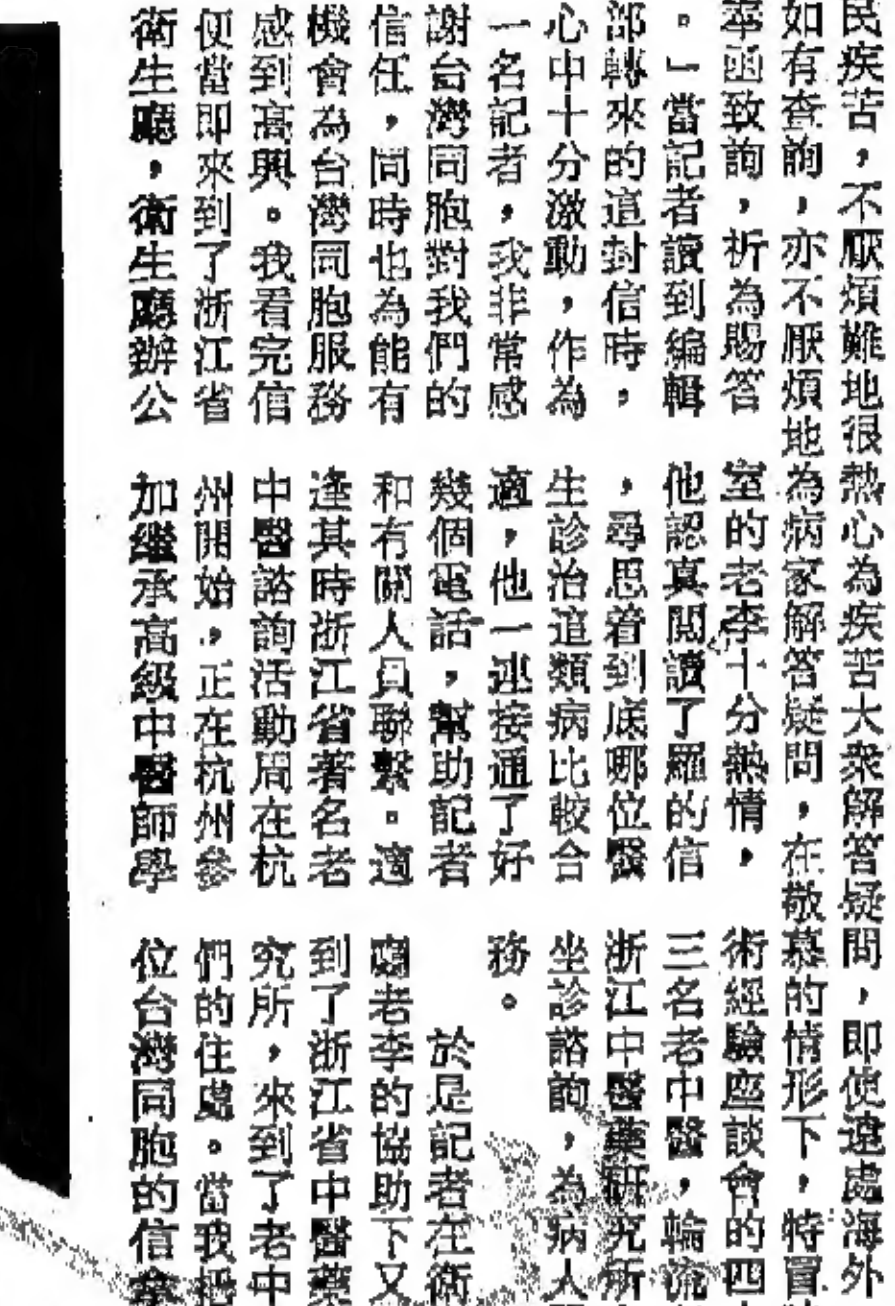 民疾苦，不厭煩難地很熱心為疾苦大衆解答疑問，即使遠處海外
如有查詢，亦不厭煩地為病家解答疑問，在敬慕的情形下，特冒
奉函致詢，祈為賜答
。」當記者讀到編輯
部轉來的這封信時，
心中十分激動，作為
一名記者，我非常感
謝台灣同胞對我們的
信任，同時也為能有
機會為台灣同胞服務
感到高興。我看完信
便當即來到了浙江省
衛生廳，衛生廳辦公
室的老李十分熱情，
他認真閱讀了羅的信
，尋思着到底哪位醫
生診治這類病比較合
適，他一連接通了好
幾個電話，幫助記者
和有關人員聯繫。適
逢其時浙江省著名老
中醫諮詢活動周在杭
州開始，正在杭州參
加繼承高級中醫師學
術經驗座談會的四
三名老中醫，輪流
浙江中醫藥研究所
坐診諮詢，為病人
務。
於是記者在衛
廳老李的協助下又
到了浙江省中醫藥
究所，來到了老中
們的住處。當我
位台灣同胞的信拿